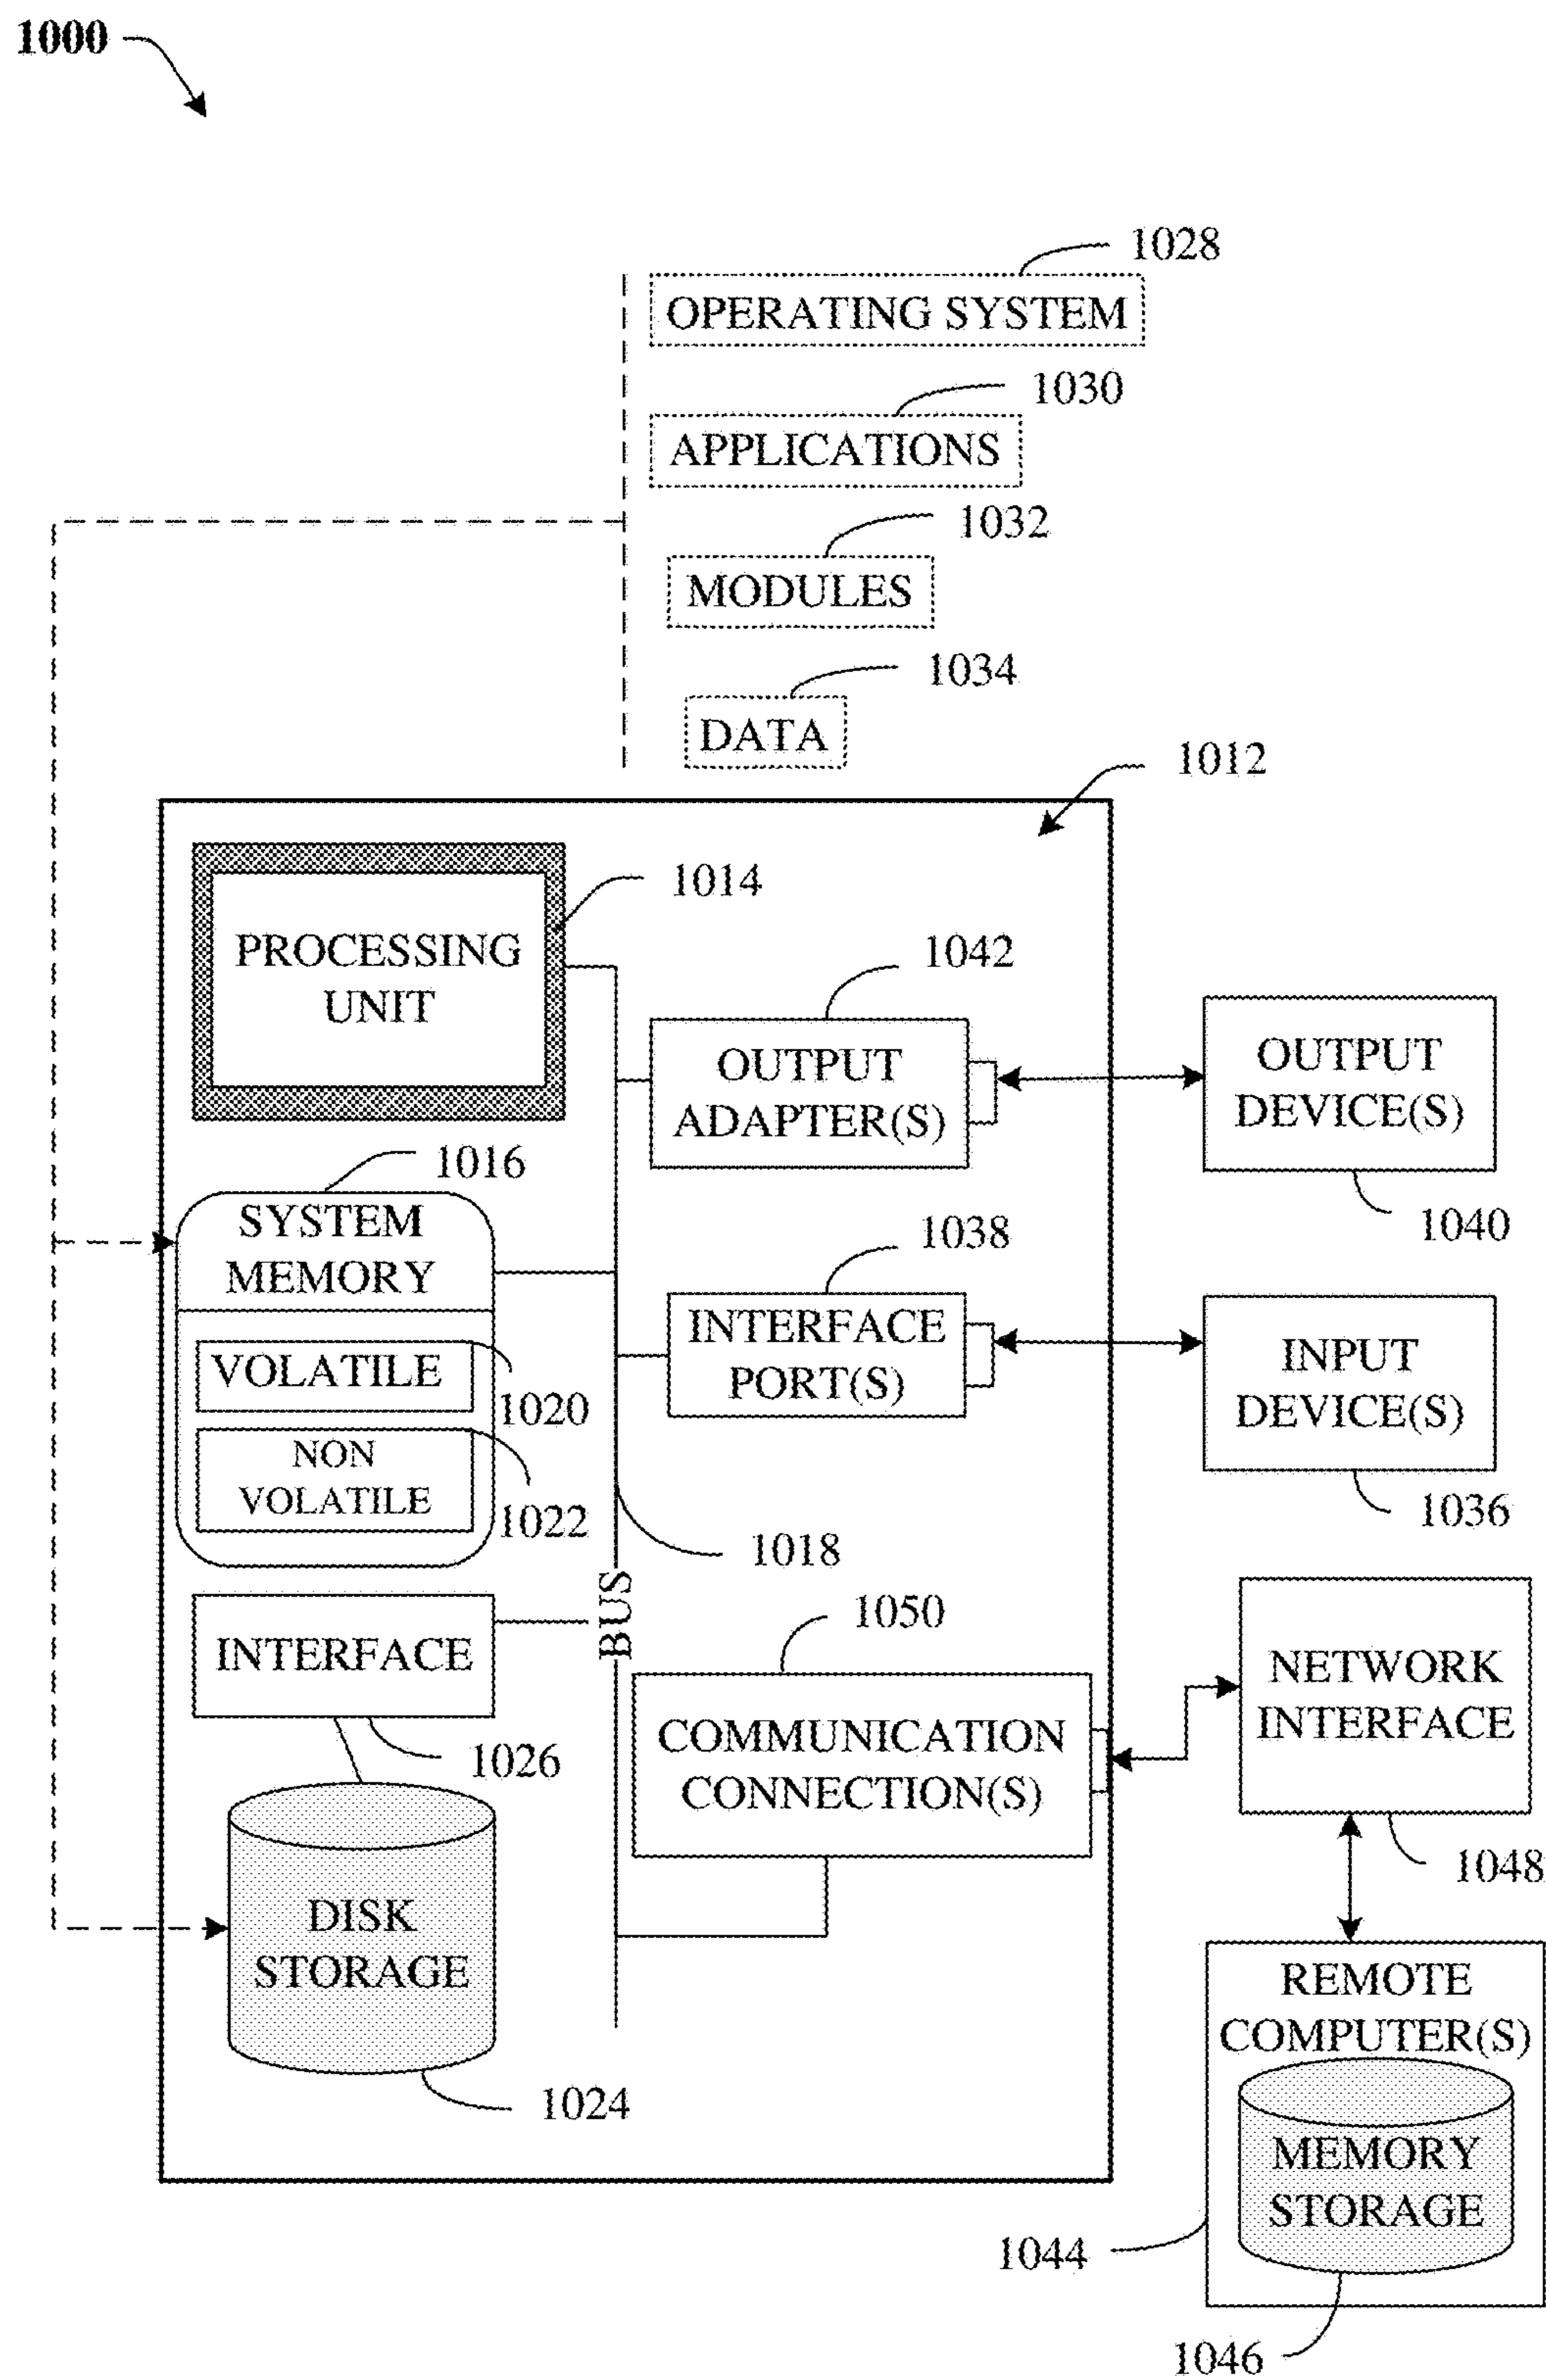 1000
1028
OPERATING SYSTEM
1030
APPLICATIONS
1032
MODULES
1034
DATA
1012
1014
PROCESSING
UNIT
1042
OUTPUT
ADAPTER(S)
OUTPUT
DEVICE(S)
1040
1016
SYSTEM
MEMORY
1038
INTERFACE
PORT(S)
INPUT
DEVICE(S)
1036
VOLATILE
1020
NON
VOLATILE
1022
1018
BUS
INTERFACE
1026
1050
COMMUNICATION
CONNECTION(S)
NETWORK
INTERFACE
1048
DISK
STORAGE
1024
REMOTE
COMPUTER(S)
MEMORY
STORAGE
1044
1046